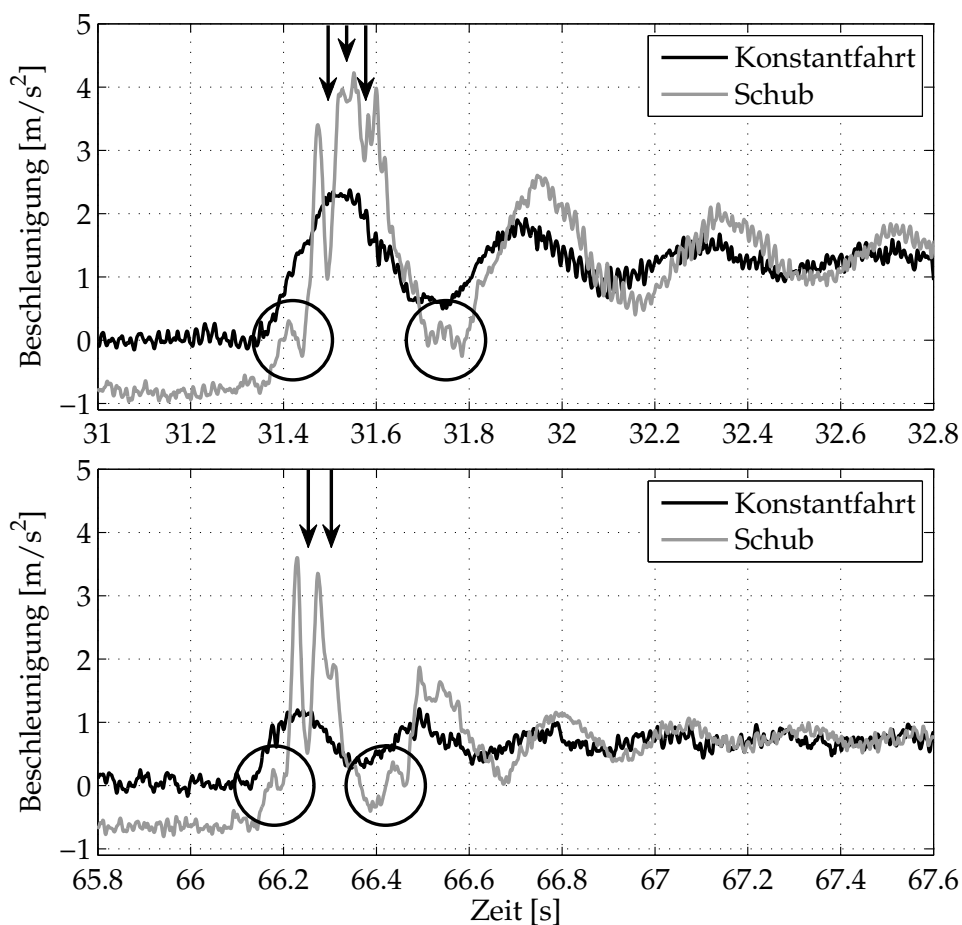 5
4
3
2
1
0
−1
Beschleunigung [m/s²]
Konstantfahrt
Schub
31 31.2 31.4 31.6 31.8 32 32.2 32.4 32.6 32.8
5
4
3
2
1
0
−1
Beschleunigung [m/s²]
Konstantfahrt
Schub
65.8 66 66.2 66.4 66.6 66.8 67 67.2 67.4 67.6
Zeit [s]